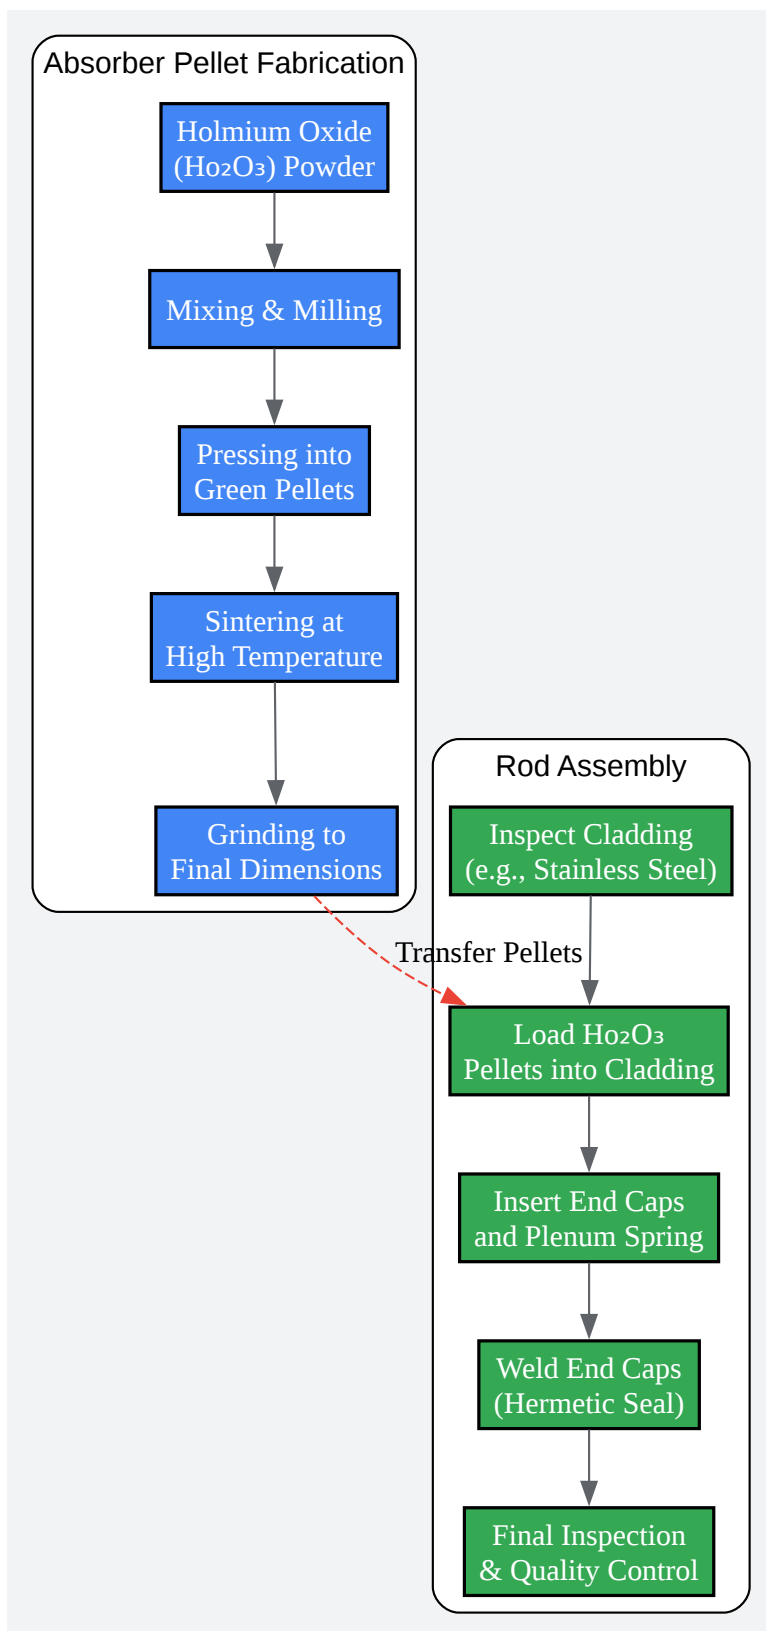 Absorber Pellet Fabrication
Holmium Oxide
(Ho₂O₃) Powder
Mixing & Milling
Pressing into
Green Pellets
Sintering at
High Temperature
Grinding to
Final Dimensions
Rod Assembly
Inspect Cladding
(e.g., Stainless Steel)
Transfer Pellets
Load Ho₂O₃
Pellets into Cladding
Insert End Caps
and Plenum Spring
Weld End Caps
(Hermetic Seal)
Final Inspection
& Quality Control